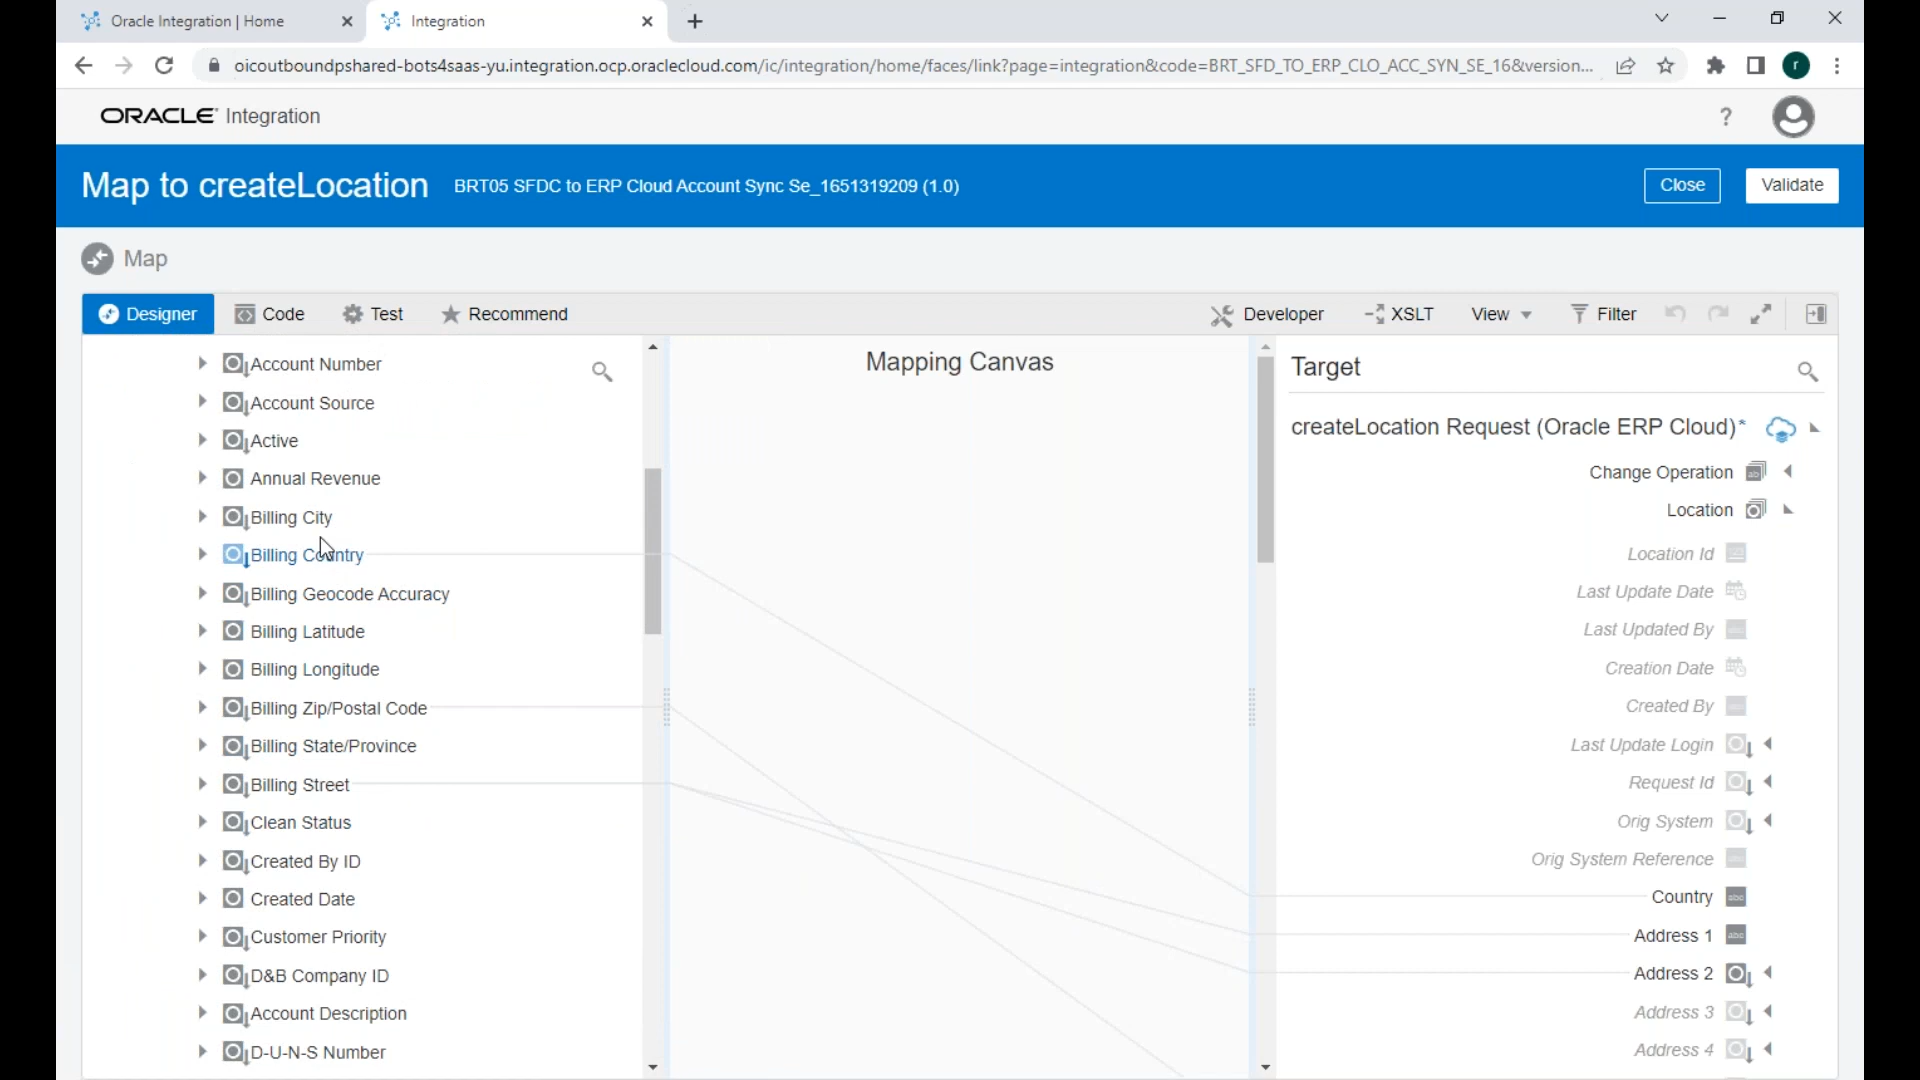 Oracle Integration | Home
Integration
oicoutboundpshared-bots4saas-yu.integration.ocp.oraclecloud.com/ic/integration/home/faces/link?page=integration&code=BRT_SFD_TO_ERP_CLO_ACC_SYN_SE_16&version...
r
ORACLE Integration
?
Map to createLocation BRT05 SFDC to ERP Cloud Account Sync Se_1651319209 (1.0)
Close
Validate
Map
Designer
Code
Test
Recommend
Developer
XSLT
View
Filter
Account Number
Account Source
Active
Annual Revenue
Billing City
Billing Country
Billing Geocode Accuracy
Billing Latitude
Billing Longitude
Billing Zip/Postal Code
Billing State/Province
Billing Street
Clean Status
Created By ID
Created Date
Customer Priority
D&B Company ID
Account Description
D-U-N-S Number
Mapping Canvas
Target
createLocation Request (Oracle ERP Cloud)*
Change Operation
Location
Location Id
Last Update Date
Last Updated By
Creation Date
Created By
Last Update Login
Request Id
Orig System
Orig System Reference
Country
Address 1
Address 2
Address 3
Address 4